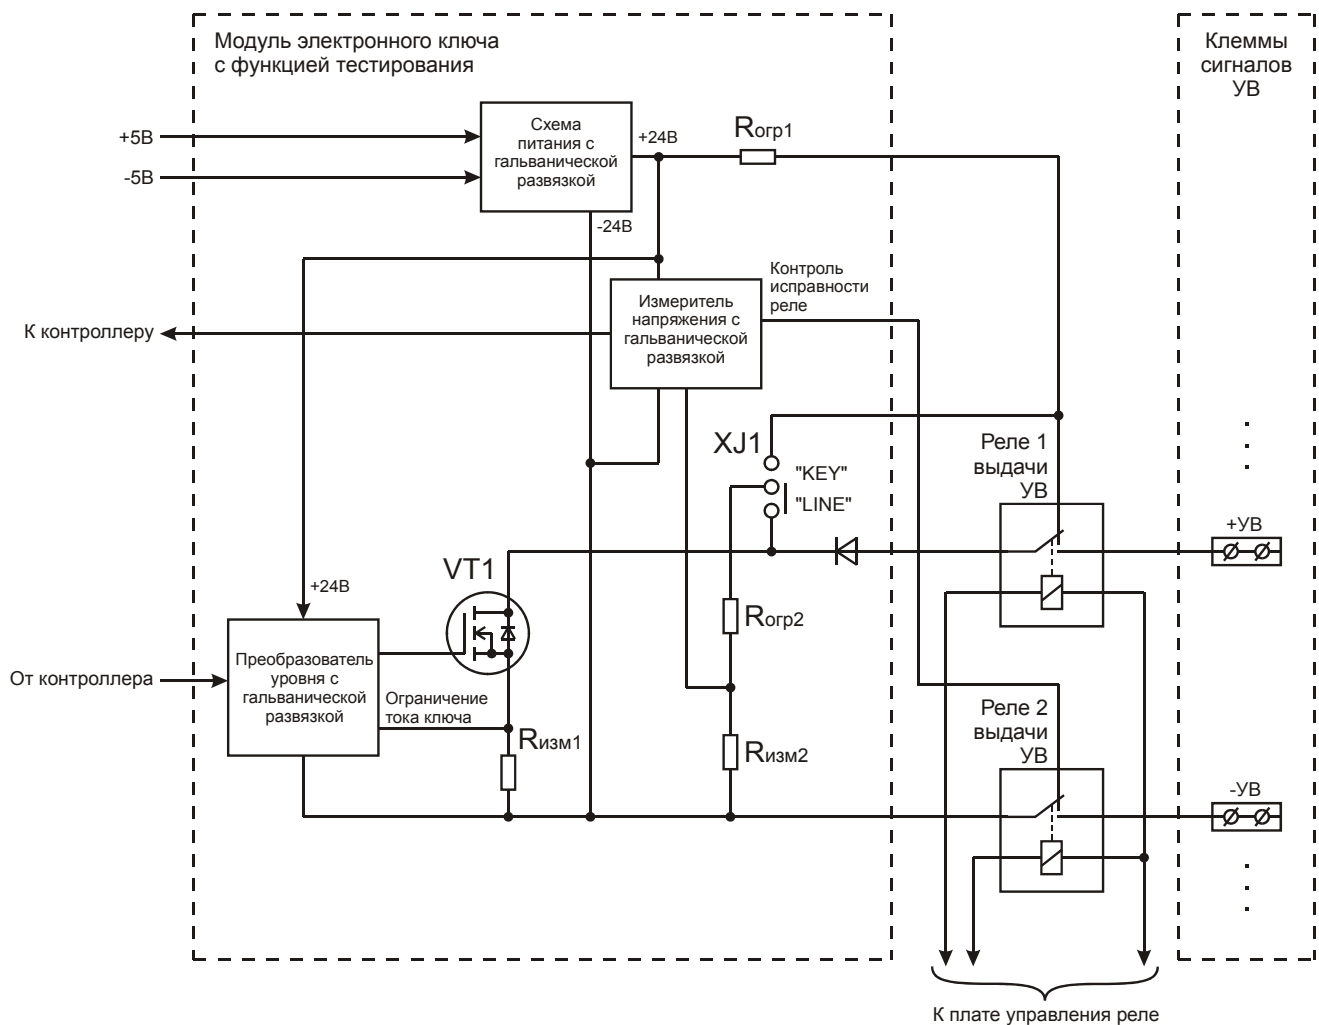 Модуль электронного ключа
с функцией тестирования
Клеммы
сигналов
УВ
+5В
-5В
Схема
питания с
гальванической
развязкой
+24В
-24В
Rогр1
К контроллеру
Измеритель
напряжения с
гальванической
развязкой
Контроль
исправности
реле
XJ1
"KEY"
"LINE"
Реле 1
выдачи
УВ
+УВ
VT1
+24В
Rогр2
От контроллера
Преобразователь
уровня с
гальванической
развязкой
Ограничение
тока ключа
Rизм1
Rизм2
Реле 2
выдачи
УВ
-УВ
К плате управления реле